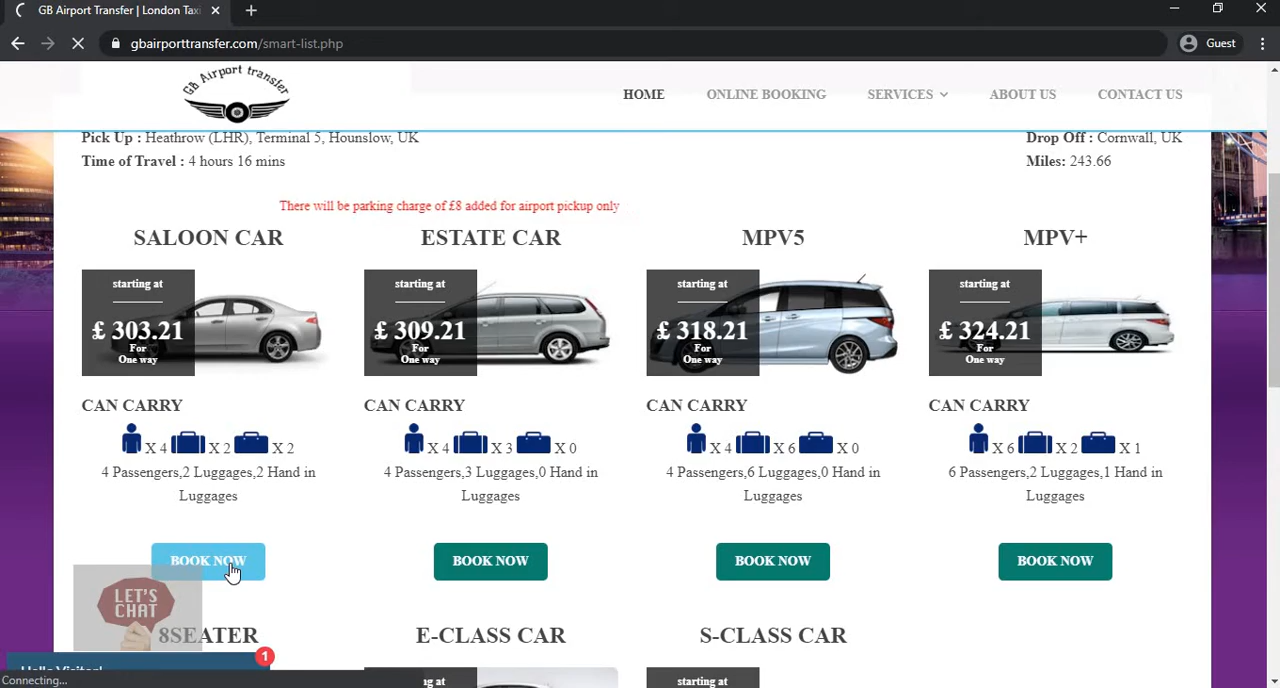 GB Airport Transfer | London Taxi
Guest
gbairporttransfer.com/smart-list.php
GB Airport transfer
HOME
ONLINE BOOKING
SERVICES
ABOUT US
CONTACT US
Pick Up : Heathrow (LHR), Terminal 5, Hounslow, UK
Drop Off : Cornwall, UK
Time of Travel : 4 hours 16 mins
Miles: 243.66
There will be parking charge of £8 added for airport pickup only
SALOON CAR
ESTATE CAR
MPV5
MPV+
starting at
£ 303.21
For
One way
starting at
£ 309.21
For
One way
starting at
£ 318.21
For
One way
starting at
£ 324.21
For
One way
CAN CARRY
X 4 X 2 X 2
4 Passengers,2 Luggages,2 Hand in
Luggages
BOOK NOW
CAN CARRY
X 4 X 3 X 0
4 Passengers,3 Luggages,0 Hand in
Luggages
BOOK NOW
CAN CARRY
X 4 X 6 X 0
4 Passengers,6 Luggages,0 Hand in
Luggages
BOOK NOW
CAN CARRY
X 6 X 2 X 1
6 Passengers,2 Luggages,1 Hand in
Luggages
BOOK NOW
LET'S
CHAT
8SEATER
E-CLASS CAR
S-CLASS CAR
Hello Visitor!
1
ng at
starting at
Connecting...